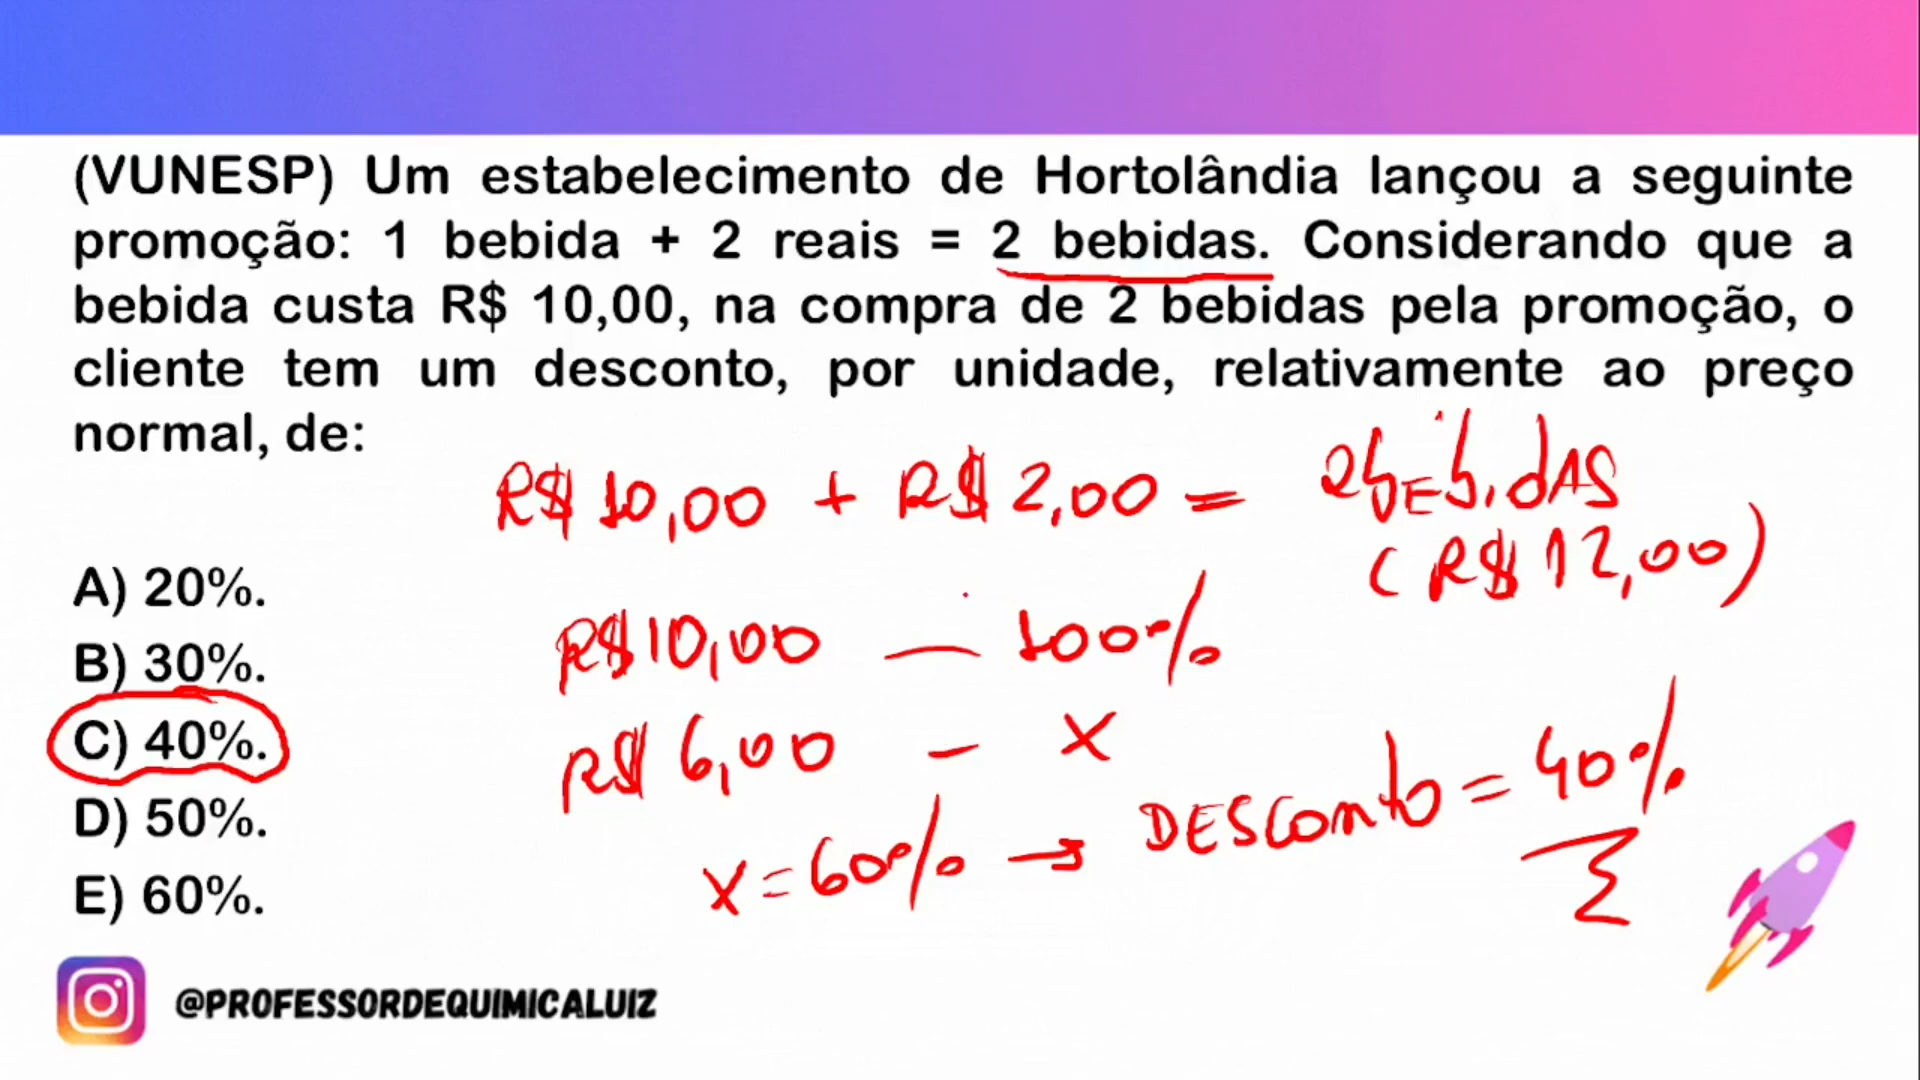 (VUNESP) Um estabelecimento de Hortolândia lançou a seguinte
promoção: 1 bebida + 2 reais = 2 bebidas. Considerando que a
bebida custa R$ 10,00, na compra de 2 bebidas pela promoção, o
cliente tem um desconto, por unidade, relativamente ao preço
normal, de:
R$ 10,00 + R$ 2,00 = 2 bEbidAS
(R$ 12,00)
A) 20%.
B) 30%.
C) 40%.
D) 50%.
E) 60%.
R$ 10,00 — 100%
R$ 6,00 – X
X = 60% → DESconto = 40%
@PROFESSORDEQUIMICALUIZ